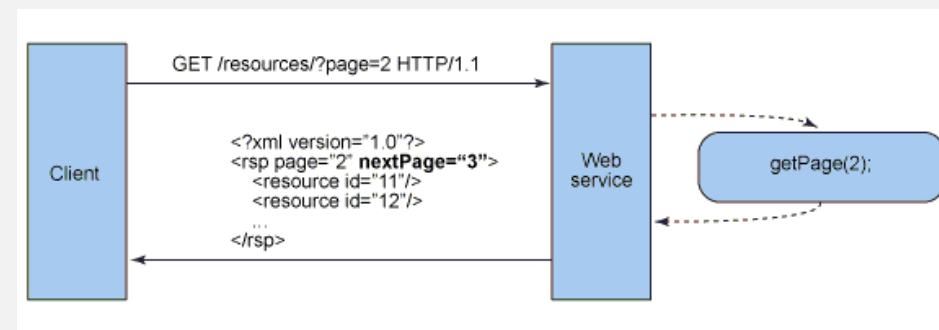 GET /resources/?page=2 HTTP/1.1
Client
<?xml version="1.0"?>
<rsp page="2" nextPage="3">
<resource id="11"/>
<resource id="12"/>
...
</rsp>
Web
service
getPage(2);